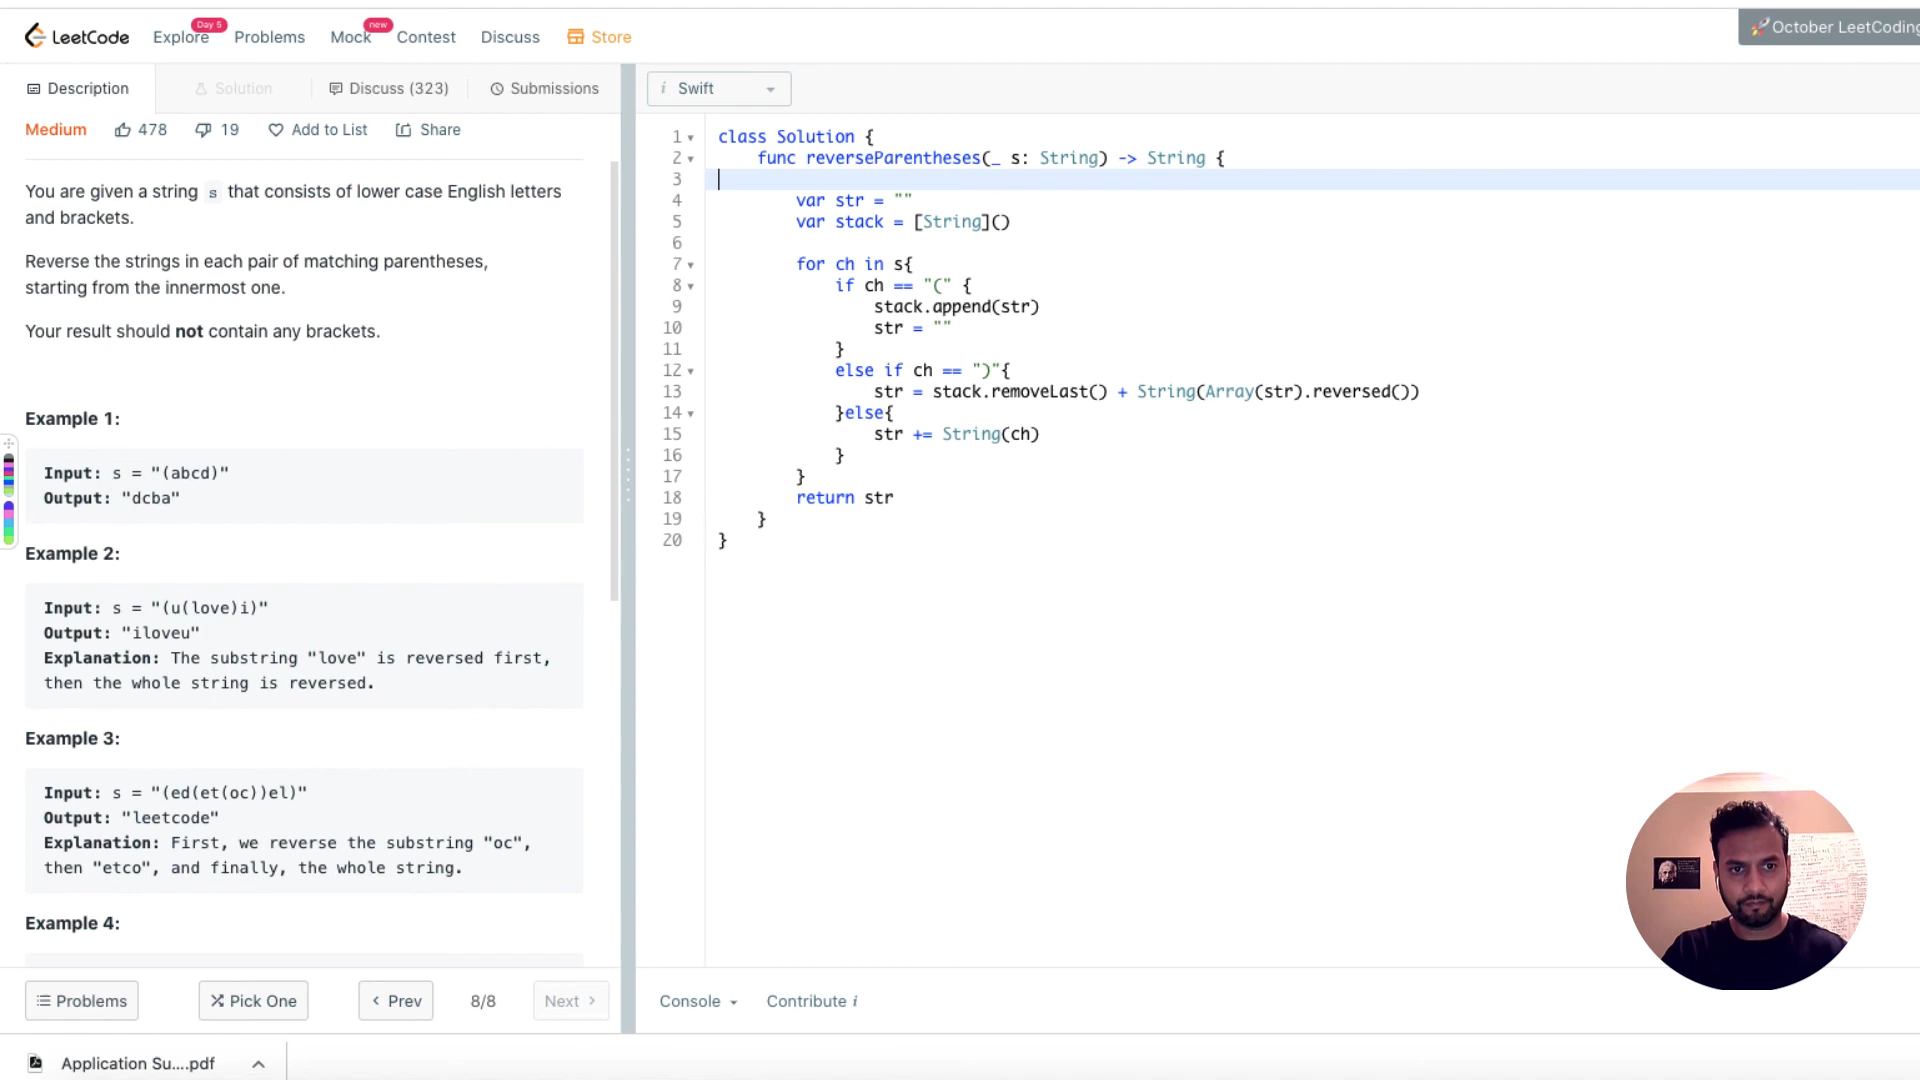 LeetCode
Explore
Day 5
Problems
Mock
new
Contest
Discuss
Store
🚀October LeetCoding
Description
Solution
Discuss (323)
Submissions
i Swift
Medium
478
19
Add to List
Share
You are given a string s that consists of lower case English letters
and brackets.
Reverse the strings in each pair of matching parentheses,
starting from the innermost one.
Your result should not contain any brackets.
Example 1:
Input: s = "(abcd)"
Output: "dcba"
Example 2:
Input: s = "(u(love)i)"
Output: "iloveu"
Explanation: The substring "love" is reversed first,
then the whole string is reversed.
Example 3:
Input: s = "(ed(et(oc))el)"
Output: "leetcode"
Explanation: First, we reverse the substring "oc",
then "etco", and finally, the whole string.
Example 4:
1 class Solution {
2     func reverseParentheses(_ s: String) -> String {
3
4         var str = ""
5         var stack = [String]()
6
7         for ch in s{
8             if ch == "(" {
9                 stack.append(str)
10                 str = ""
11             }
12             else if ch == ")"{
13                 str = stack.removeLast() + String(Array(str).reversed())
14             }else{
15                 str += String(ch)
16             }
17         }
18         return str
19     }
20 }
Problems
Pick One
Prev
8/8
Next
Console
Contribute i
Application Su....pdf